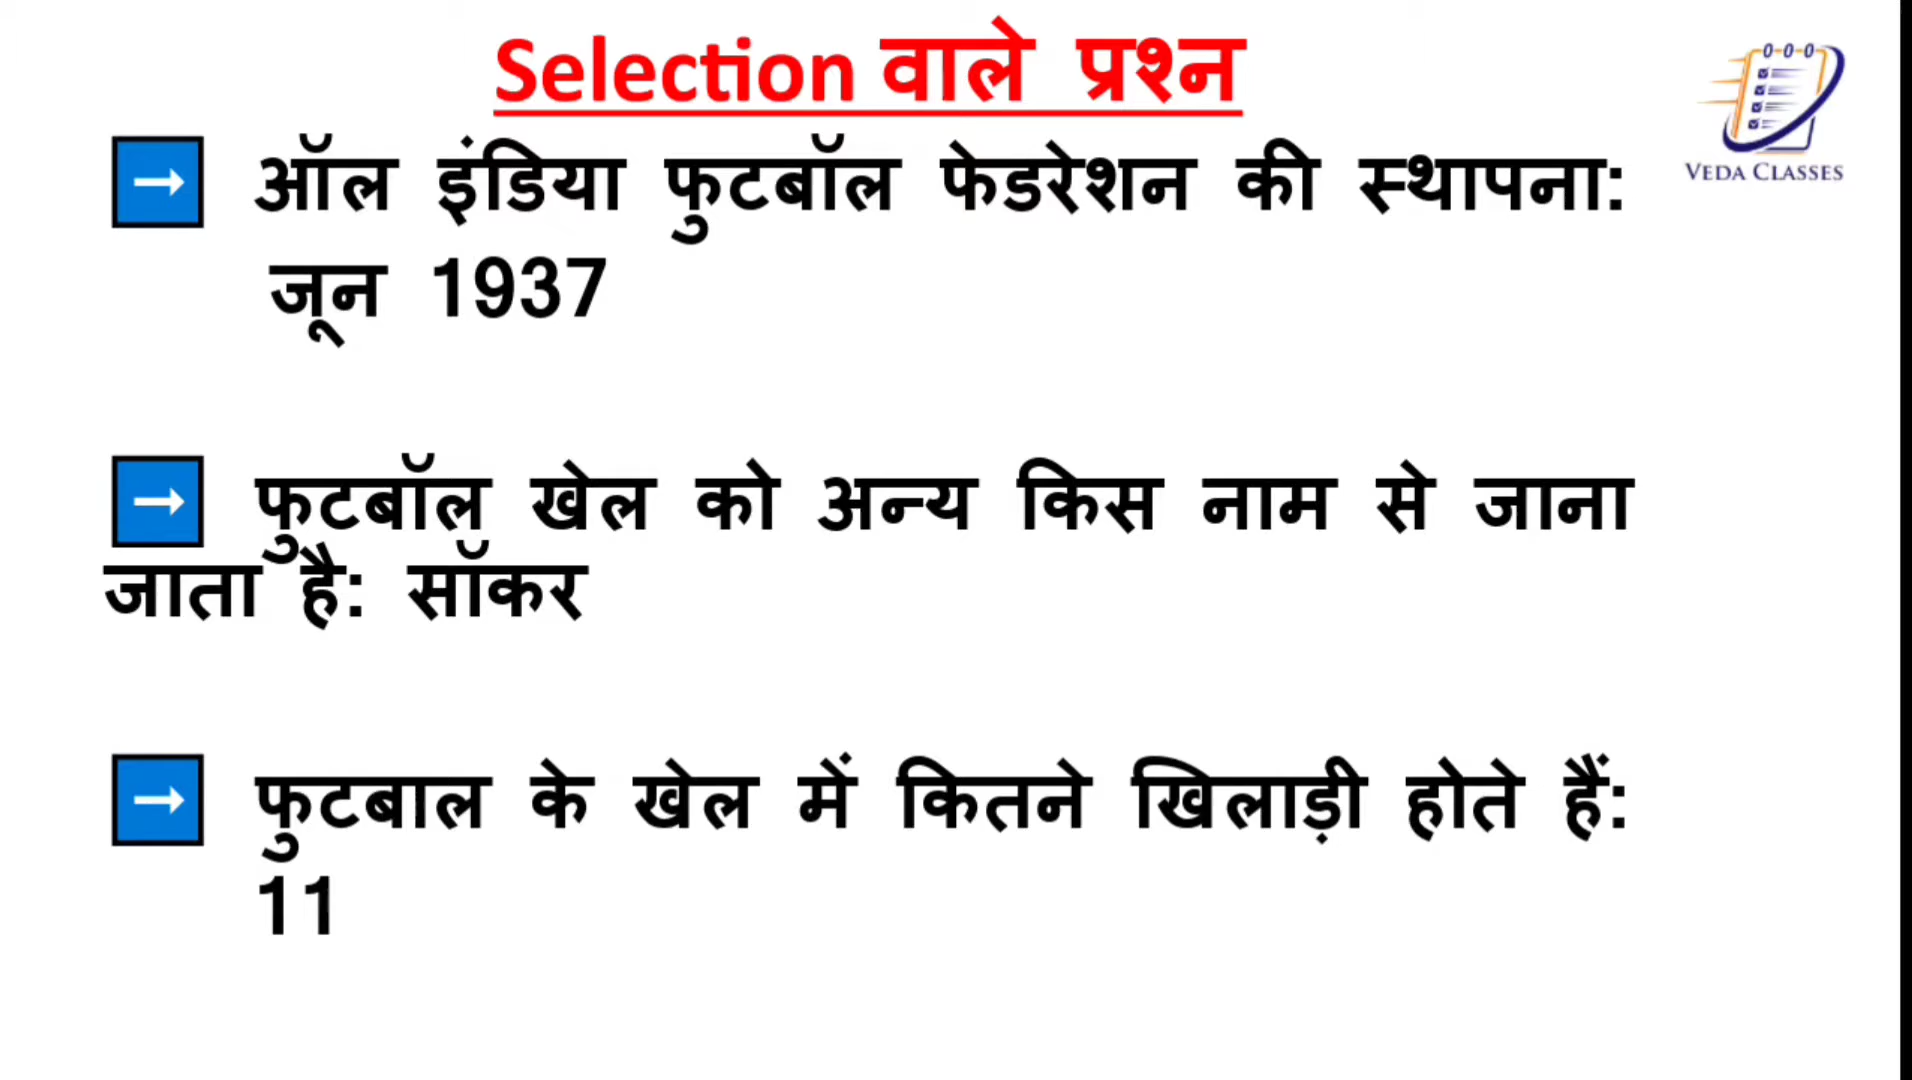 Selection वाले प्रश्न
VEDA CLASSES
→ ऑल इंडिया फुटबॉल फेडरेशन की स्थापना:
जून 1937
→ फुटबॉल खेल को अन्य किस नाम से जाना
जाता है: सॉकर
→ फुटबाल के खेल में कितने खिलाड़ी होते हैं:
11